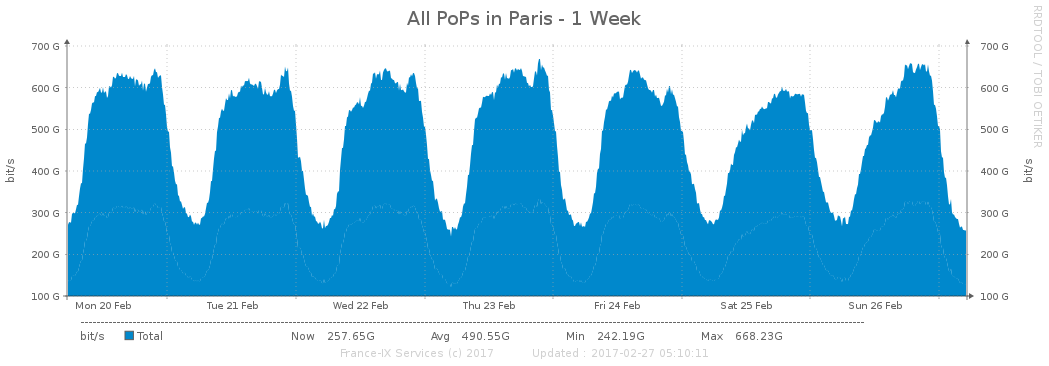 All PoPs in Paris - 1 Week
RRDTOOL / TOBI OETIKER
700 G 700 G
600 G 600 G
500 G 500 G
400 G 400 G
bit/s bit/s
300 G 300 G
200 G 200 G
100 G 100 G
Mon 20 Feb Tue 21 Feb Wed 22 Feb Thu 23 Feb Fri 24 Feb Sat 25 Feb Sun 26 Feb
bit/s Total Now 257.65G Avg 490.55G Min 242.19G Max 668.23G
France-IX Services (c) 2017 Updated : 2017-02-27 05:10:11